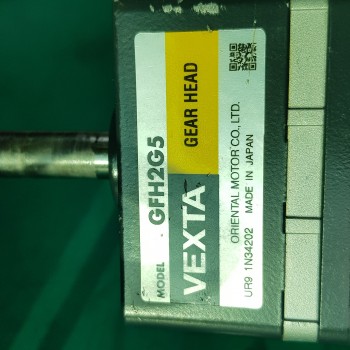 MODEL GFH2G5
VEXTA GEAR HEAD
ORIENTAL MOTOR CO., LTD.
UR9 1N34202 MADE IN JAPAN